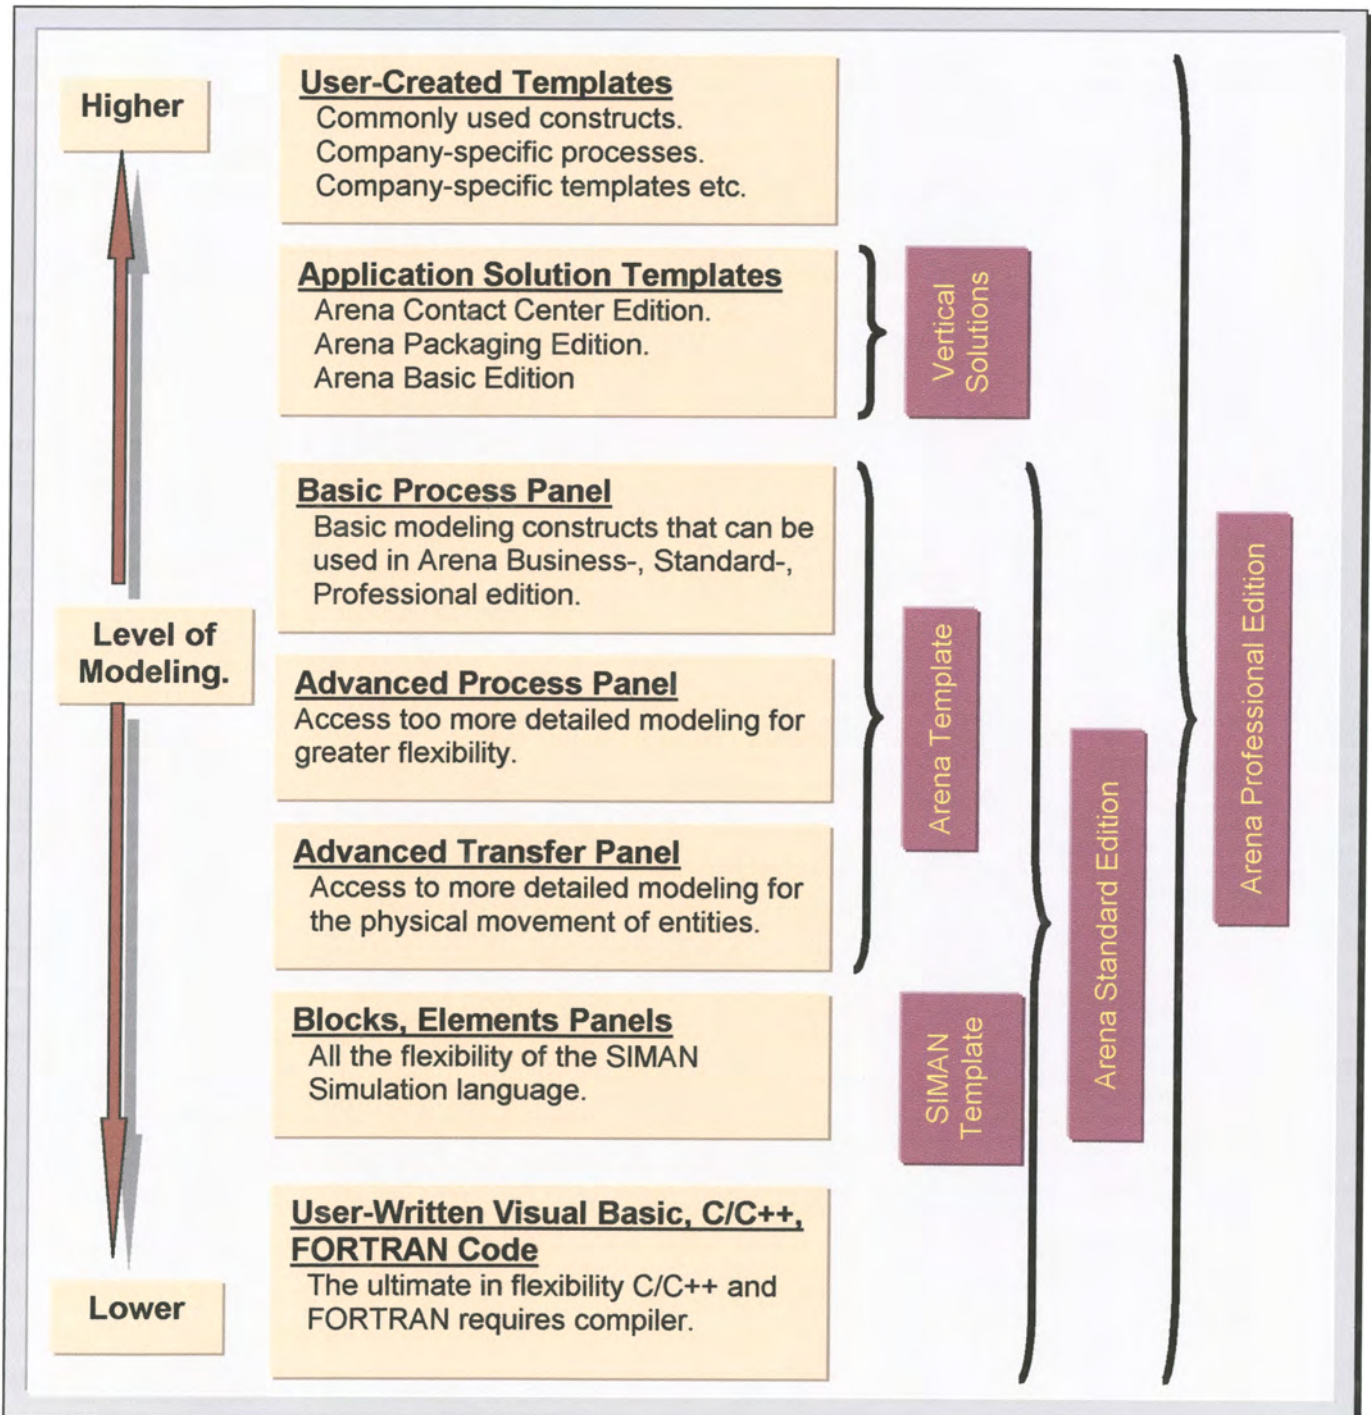 Higher
User-Created Templates
Commonly used constructs.
Company-specific processes.
Company-specific templates etc.
Application Solution Templates
Arena Contact Center Edition.
Arena Packaging Edition.
Arena Basic Edition
Vertical
Solutions
Basic Process Panel
Basic modeling constructs that can be
used in Arena Business-, Standard-,
Professional edition.
Level of
Modeling.
Advanced Process Panel
Access too more detailed modeling for
greater flexibility.
Advanced Transfer Panel
Access to more detailed modeling for
the physical movement of entities.
Arena Template
Blocks, Elements Panels
All the flexibility of the SIMAN
Simulation language.
SIMAN
Template
Arena Standard Edition
Arena Professional Edition
User-Written Visual Basic, C/C++,
FORTRAN Code
The ultimate in flexibility C/C++ and
FORTRAN requires compiler.
Lower